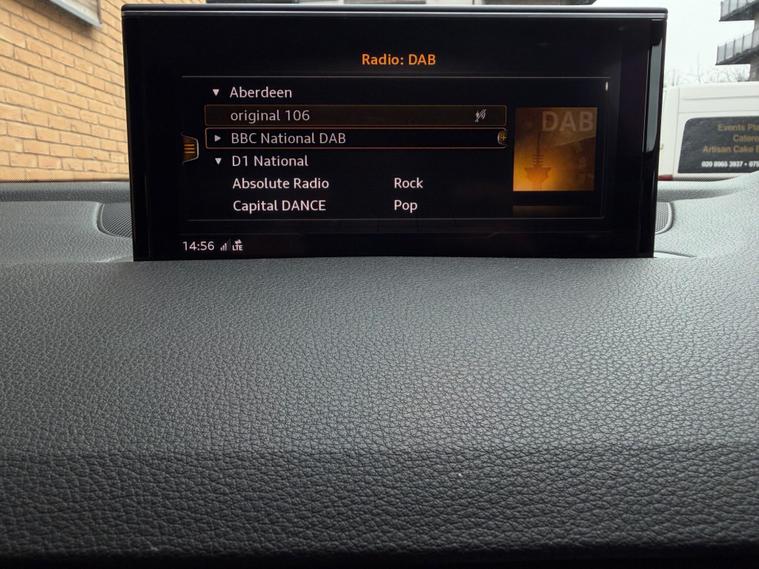 Radio: DAB
Aberdeen
original 106
BBC National DAB
D1 National
Absolute Radio Rock
Capital DANCE Pop
DAB
14:56 LTE
Events
Artisan Cake